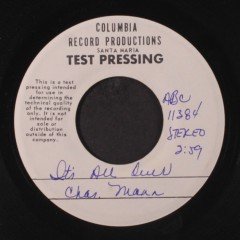 COLUMBIA
RECORD PRODUCTIONS
SANTA MARIA
TEST PRESSING
This is a test
pressing intended
for use in
determining the
technical quality
of the recording
only. It is not
intended for
sale or
distribution
outside of this
company.
ABC
11384
STEREO
2:59
It's All Over
Chas. Mann